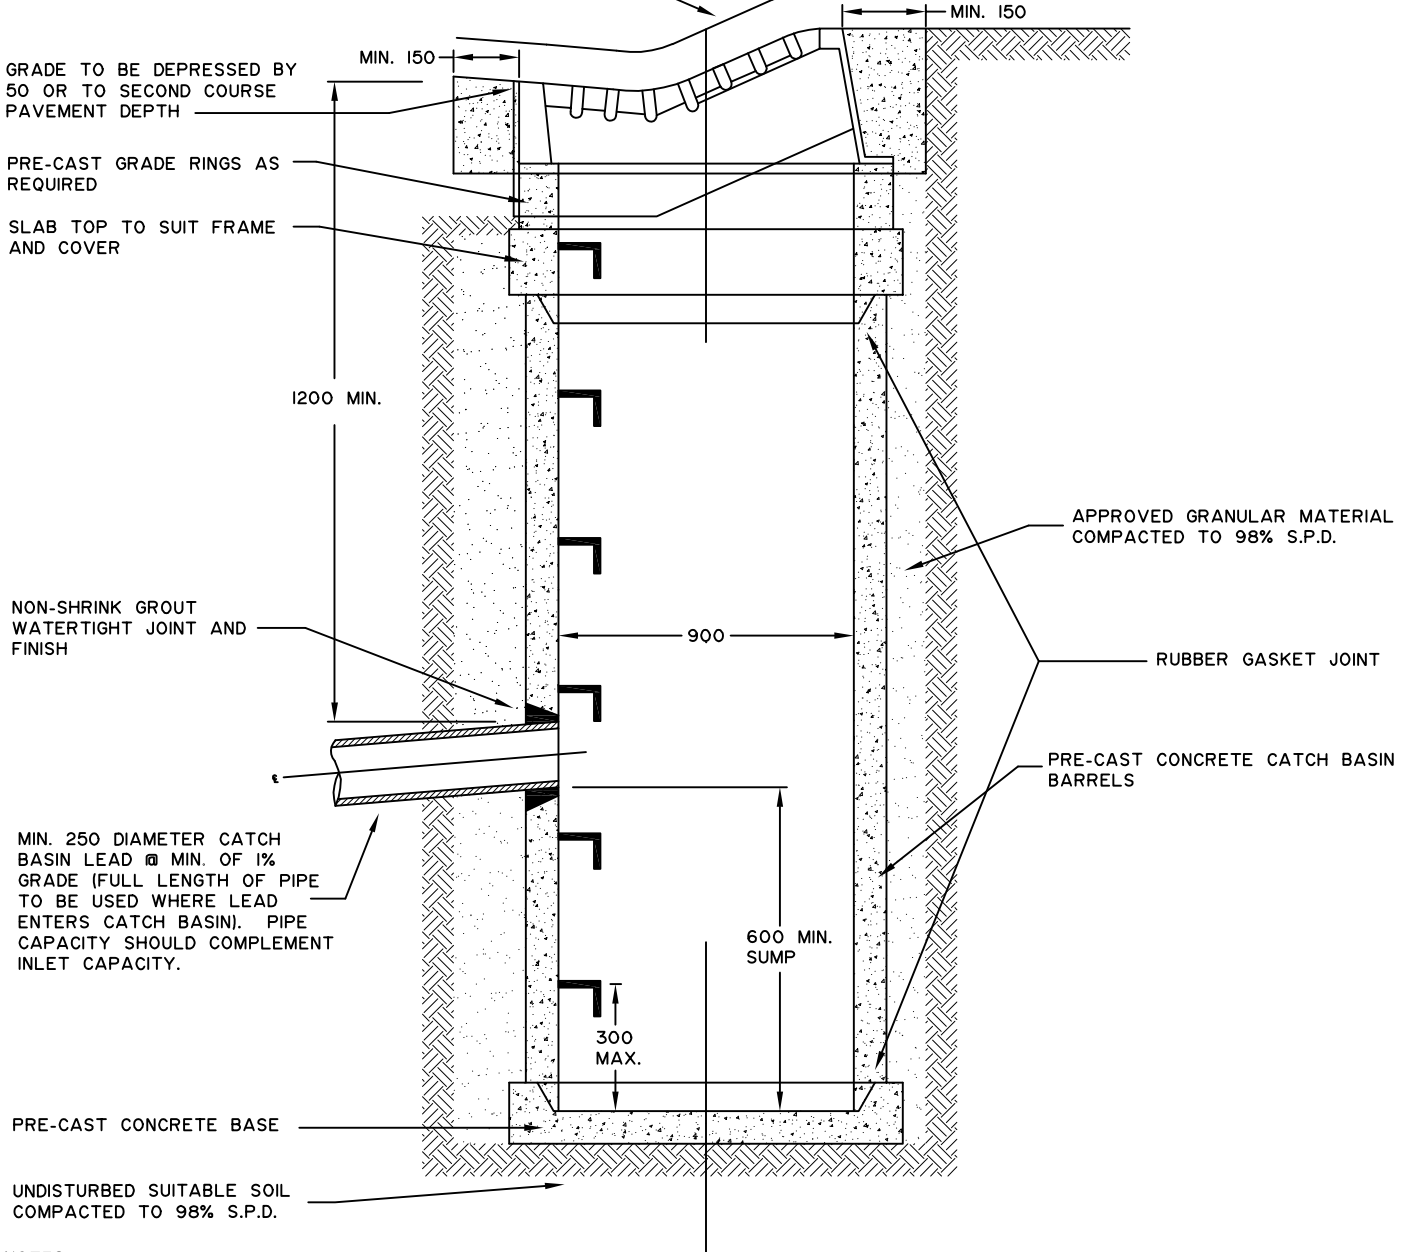 MIN. 150
MIN. 150
GRADE TO BE DEPRESSED BY
50 OR TO SECOND COURSE
PAVEMENT DEPTH
PRE-CAST GRADE RINGS AS
REQUIRED
SLAB TOP TO SUIT FRAME
AND COVER
1200 MIN.
APPROVED GRANULAR MATERIAL
COMPACTED TO 98% S.P.D.
NON-SHRINK GROUT
WATERTIGHT JOINT AND
FINISH
900
RUBBER GASKET JOINT
PRE-CAST CONCRETE CATCH BASIN
BARRELS
℄
MIN. 250 DIAMETER CATCH
BASIN LEAD @ MIN. OF 1%
GRADE (FULL LENGTH OF PIPE
TO BE USED WHERE LEAD
ENTERS CATCH BASIN). PIPE
CAPACITY SHOULD COMPLEMENT
INLET CAPACITY.
600 MIN.
SUMP
300
MAX.
PRE-CAST CONCRETE BASE
UNDISTURBED SUITABLE SOIL
COMPACTED TO 98% S.P.D.